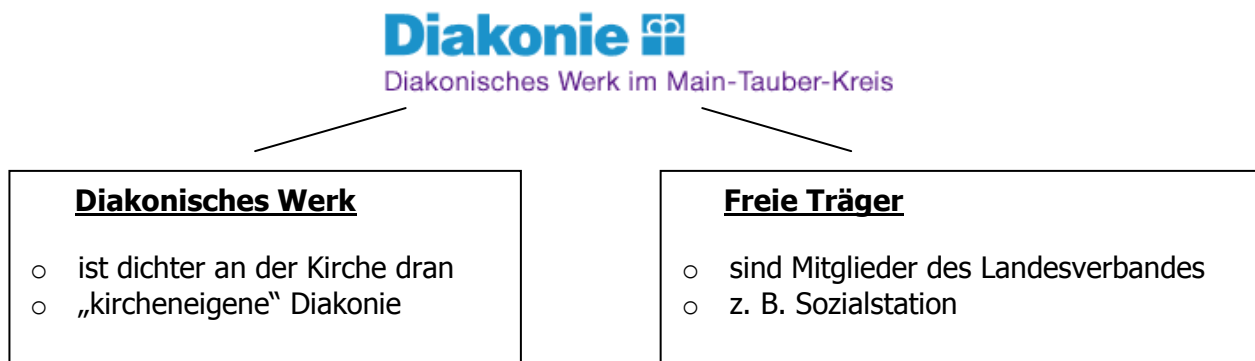 Diakonie
Diakonisches Werk im Main-Tauber-Kreis
Diakonisches Werk
o ist dichter an der Kirche dran
o „kircheneigene“ Diakonie
Freie Träger
o sind Mitglieder des Landesverbandes
o z. B. Sozialstation